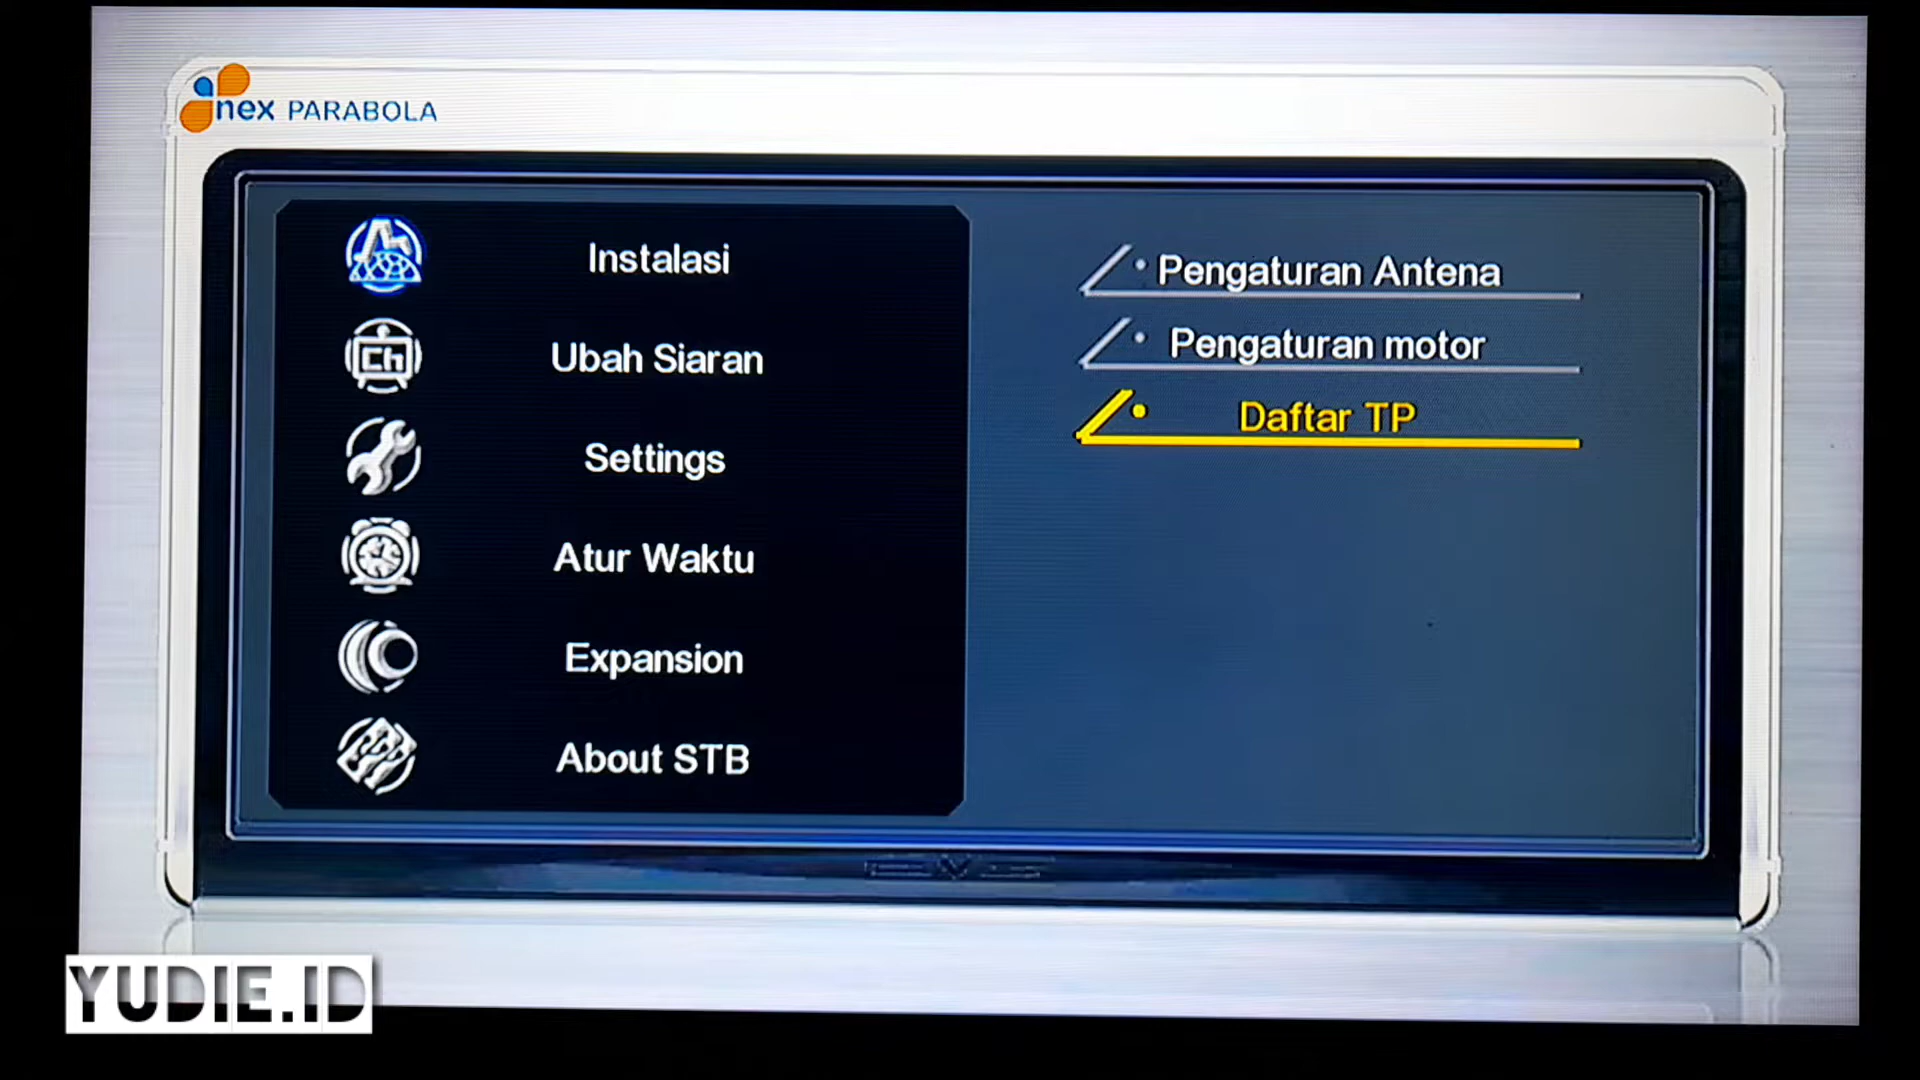 nex PARABOLA
Instalasi
Ubah Siaran
Ch
Settings
Atur Waktu
Expansion
About STB
Pengaturan Antena
Pengaturan motor
Daftar TP
YUDIE.ID